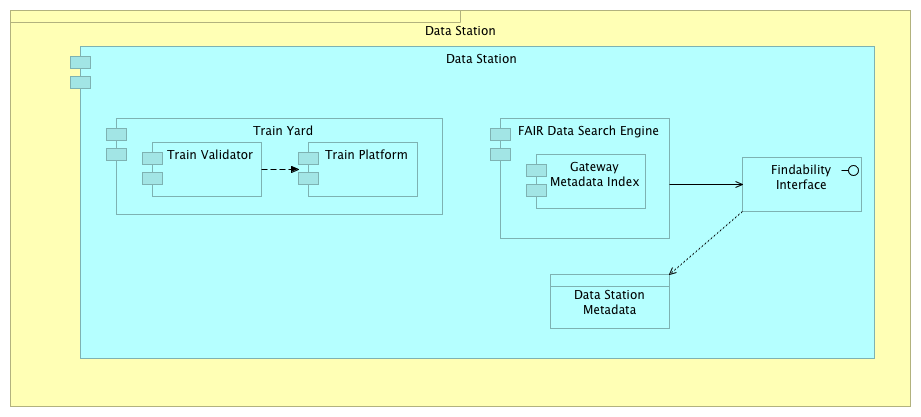 Data Station
Data Station
Train Yard
Train Validator
Train Platform
FAIR Data Search Engine
Gateway
Metadata Index
Findability
Interface
Data Station
Metadata